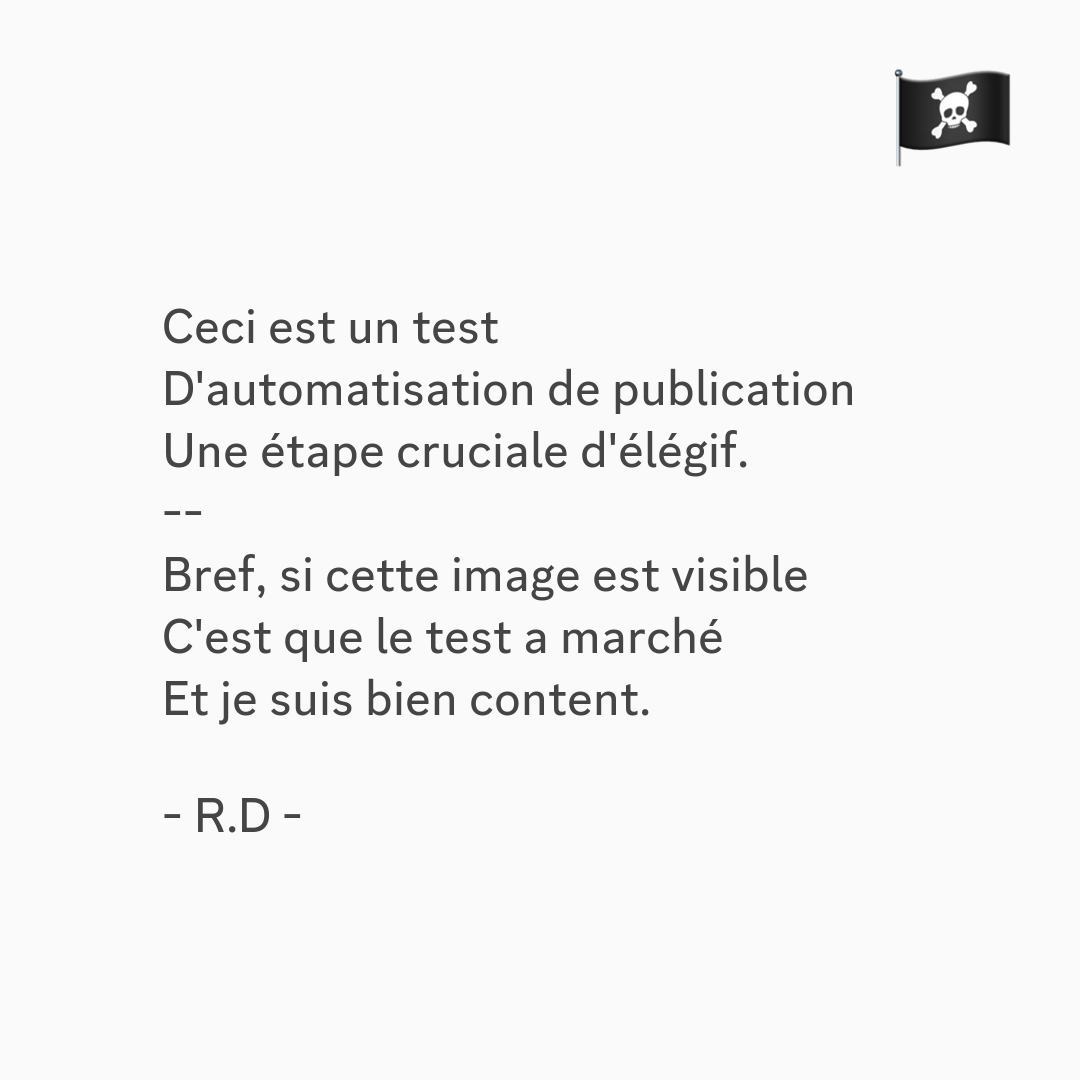 Ceci est un test
D'automatisation de publication
Une étape cruciale d'élégif.
--
Bref, si cette image est visible
C'est que le test a marché
Et je suis bien content.
- R.D -